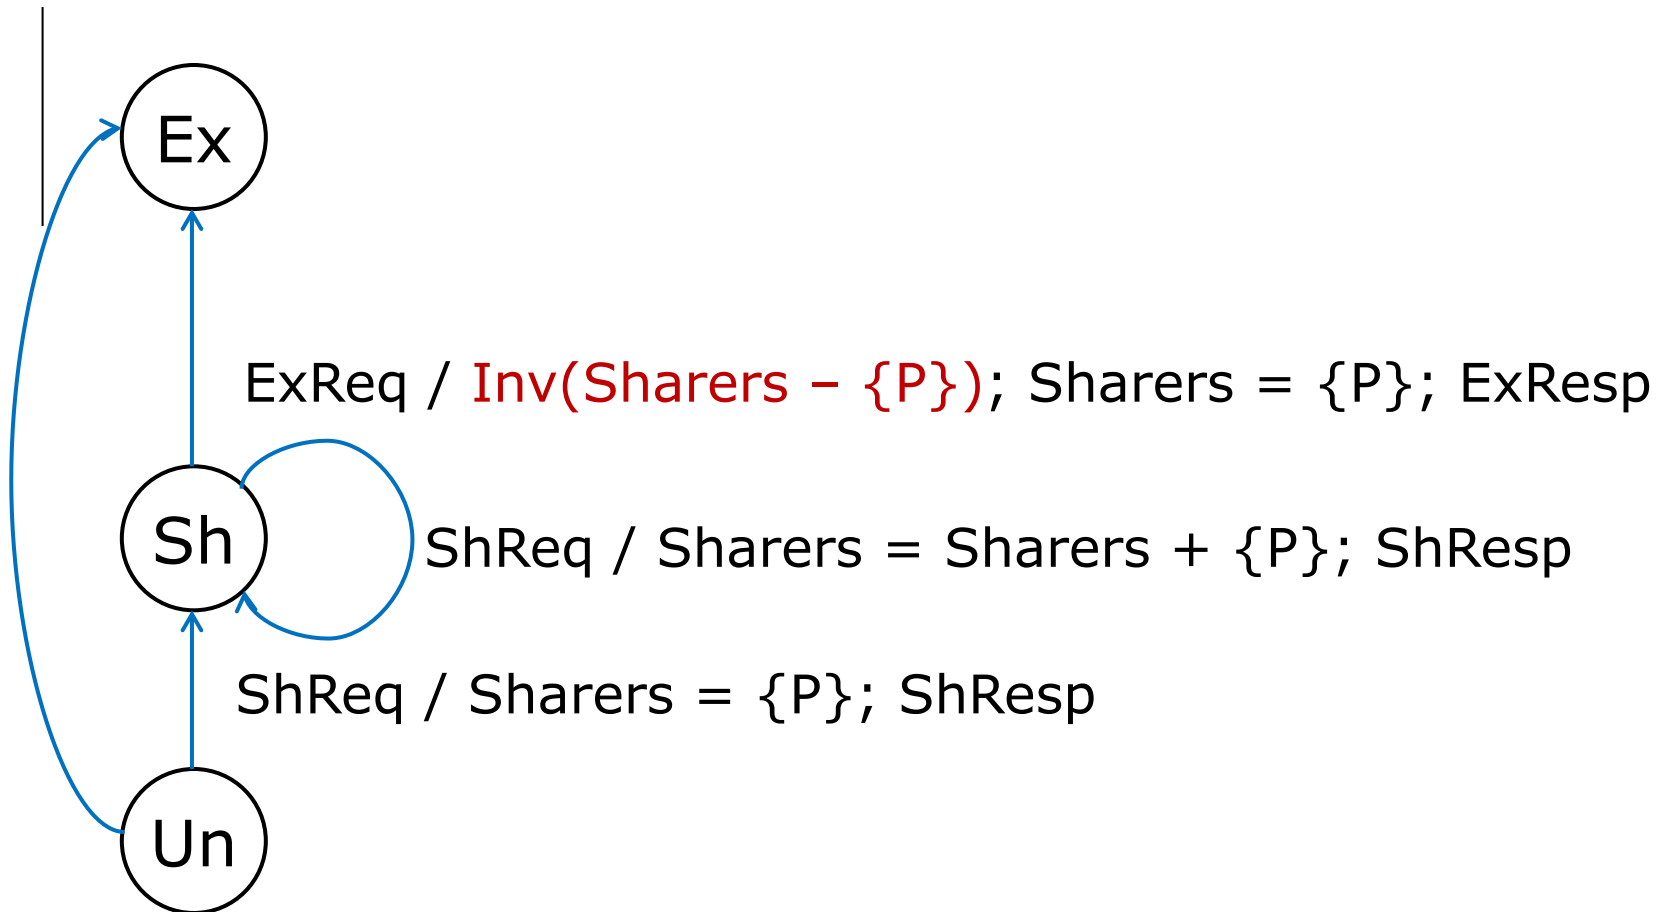 Ex
ExReq / Inv(Sharers – {P}); Sharers = {P}; ExResp
Sh
ShReq / Sharers = Sharers + {P}; ShResp
ShReq / Sharers = {P}; ShResp
Un